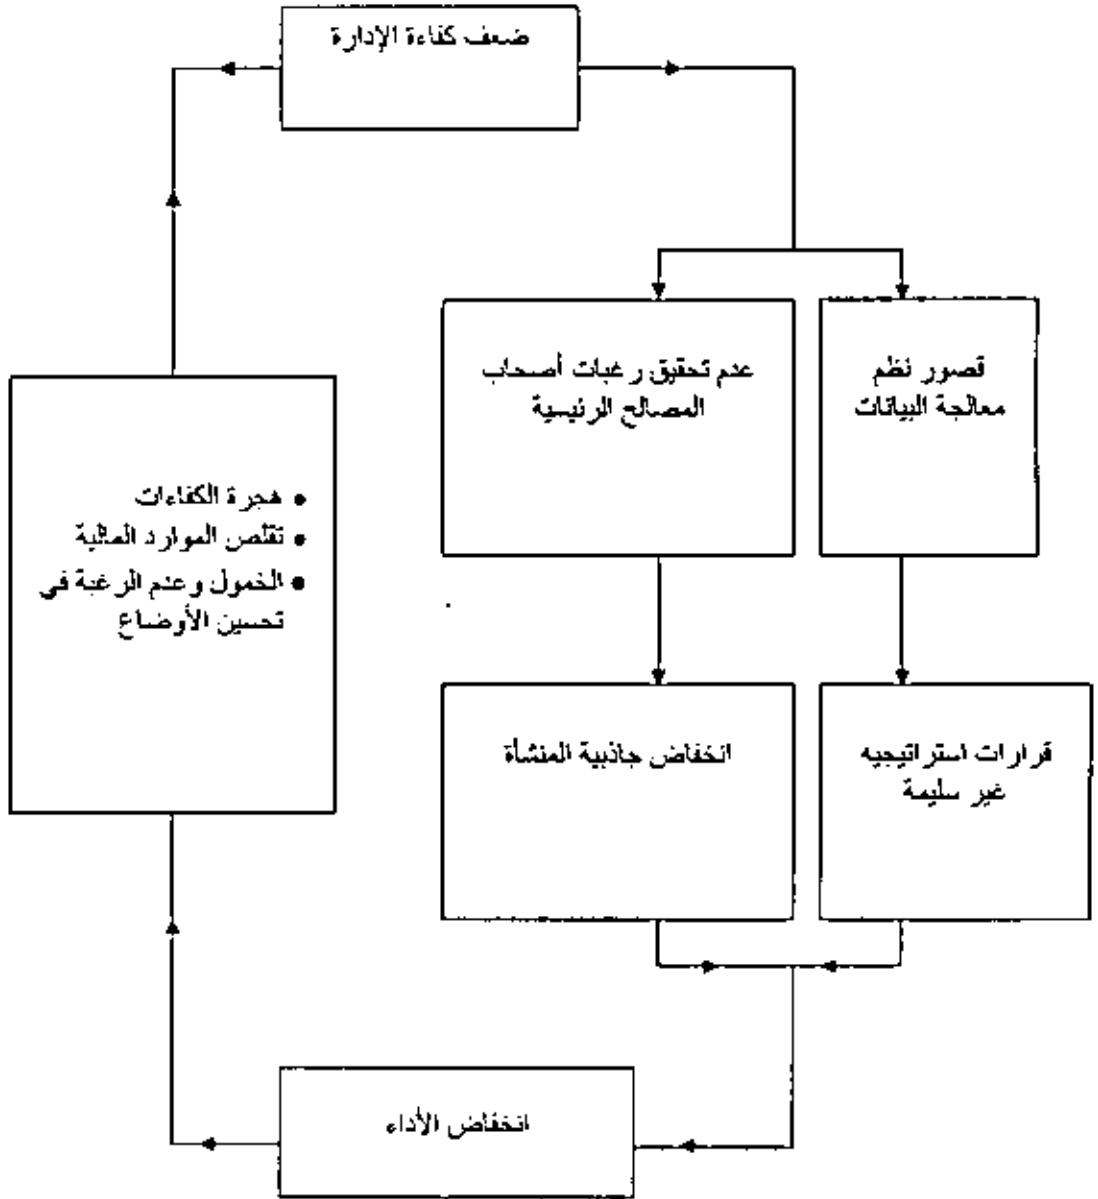 ضعف كفاءة الإدارة
قصور نظم
معالجة البيانات
عدم تحقيق رغبات أصحاب
المصالح الرئيسية
• هجرة الكفاءات
• تقلص الموارد المالية
• الخمول وعدم الرغبة في
تحسين الأوضاع
قرارات استراتيجيه
غير سليمة
انخفاض جاذبية المنشأة
انخفاض الأداء